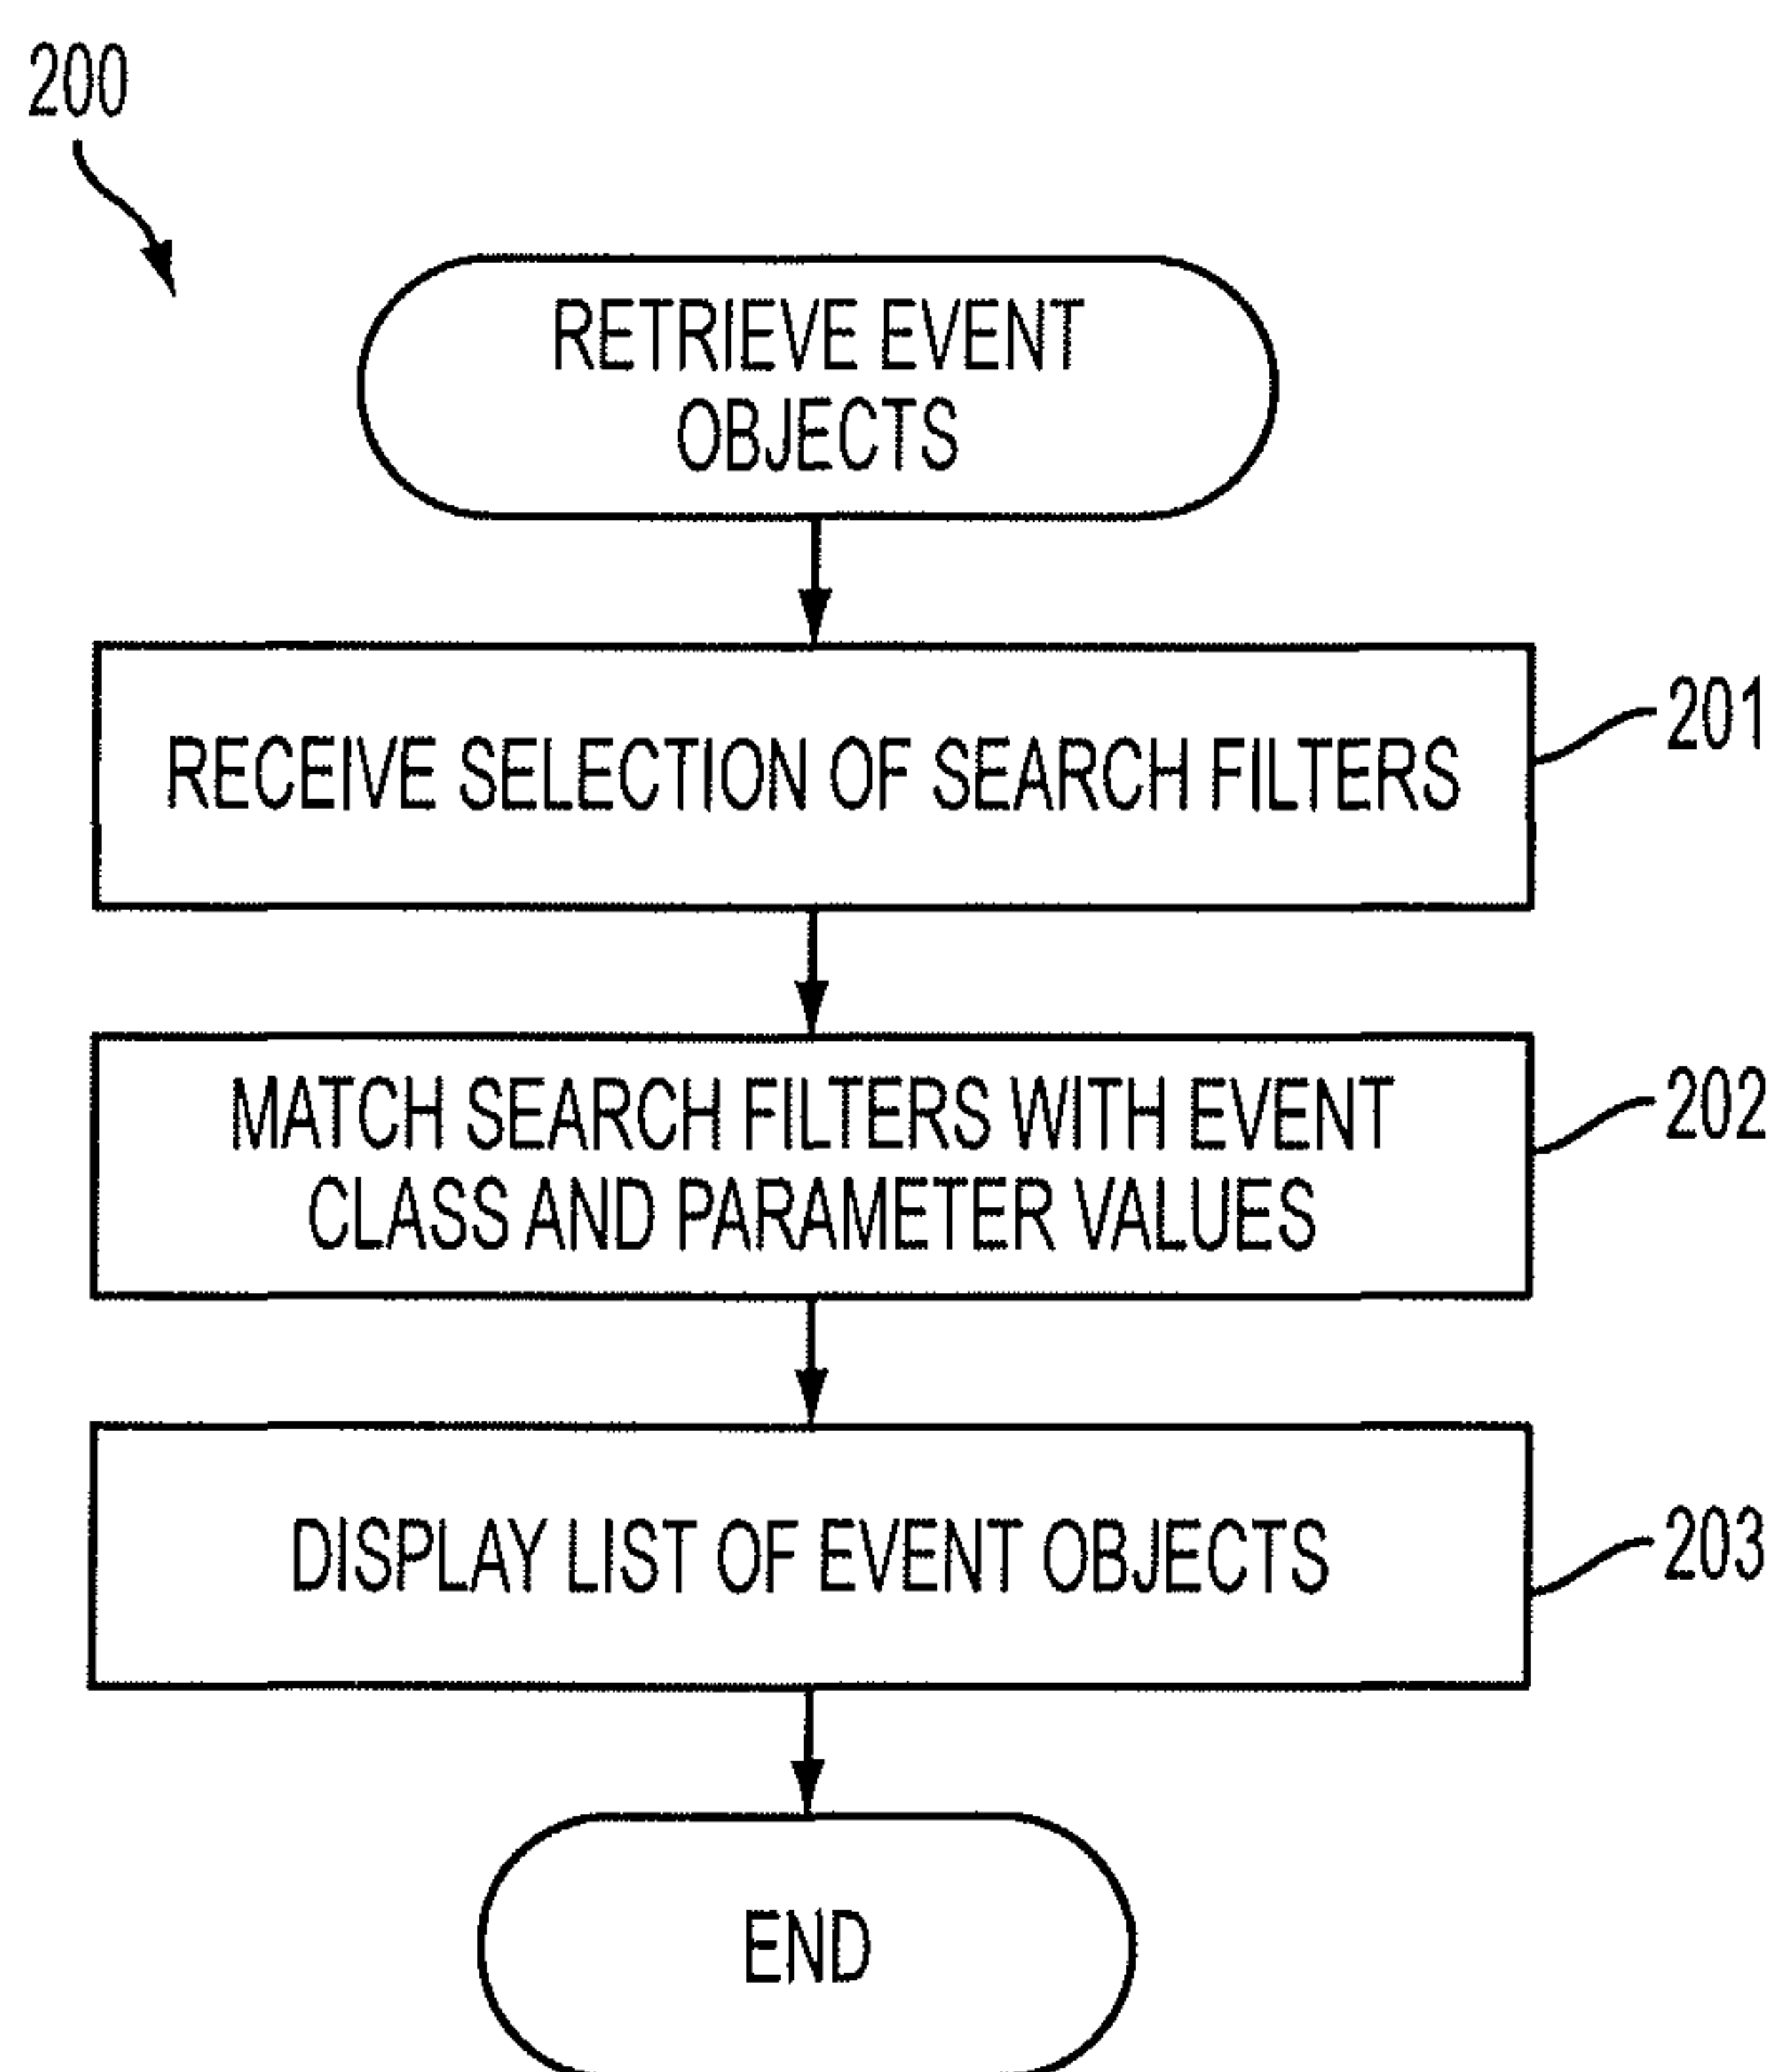 200
RETRIEVE EVENT
OBJECTS
RECEIVE SELECTION OF SEARCH FILTERS
201
MATCH SEARCH FILTERS WITH EVENT
CLASS AND PARAMETER VALUES
202
DISPLAY LIST OF EVENT OBJECTS
203
END